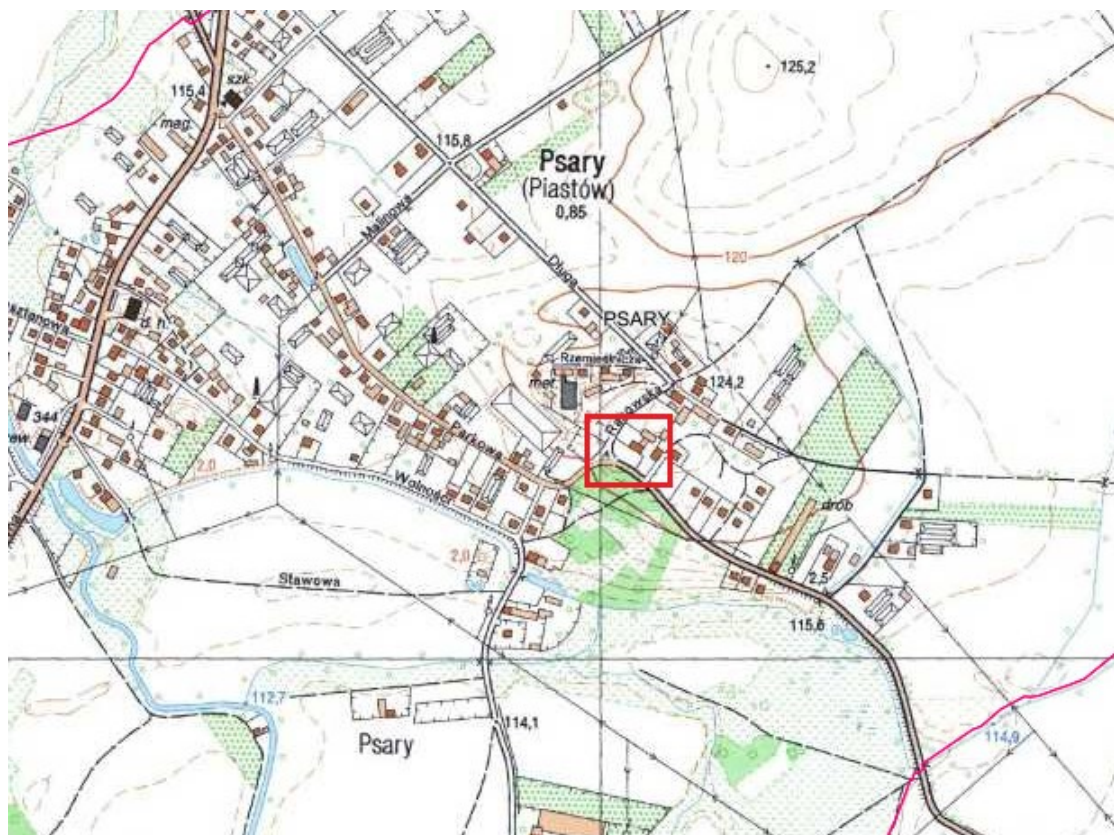 125,2
szk.
115,4
mag.
115,8
Psary
(Piastów)
0,85
Malinowa
120
Długa
PSARY
Rzemieślnicza
124,2
met.
d. h.
344
Parkowa
2,0
Wolności
drób
2,0
Stawowa
2,5
115,6
112,7
114,1
Psary
114,9